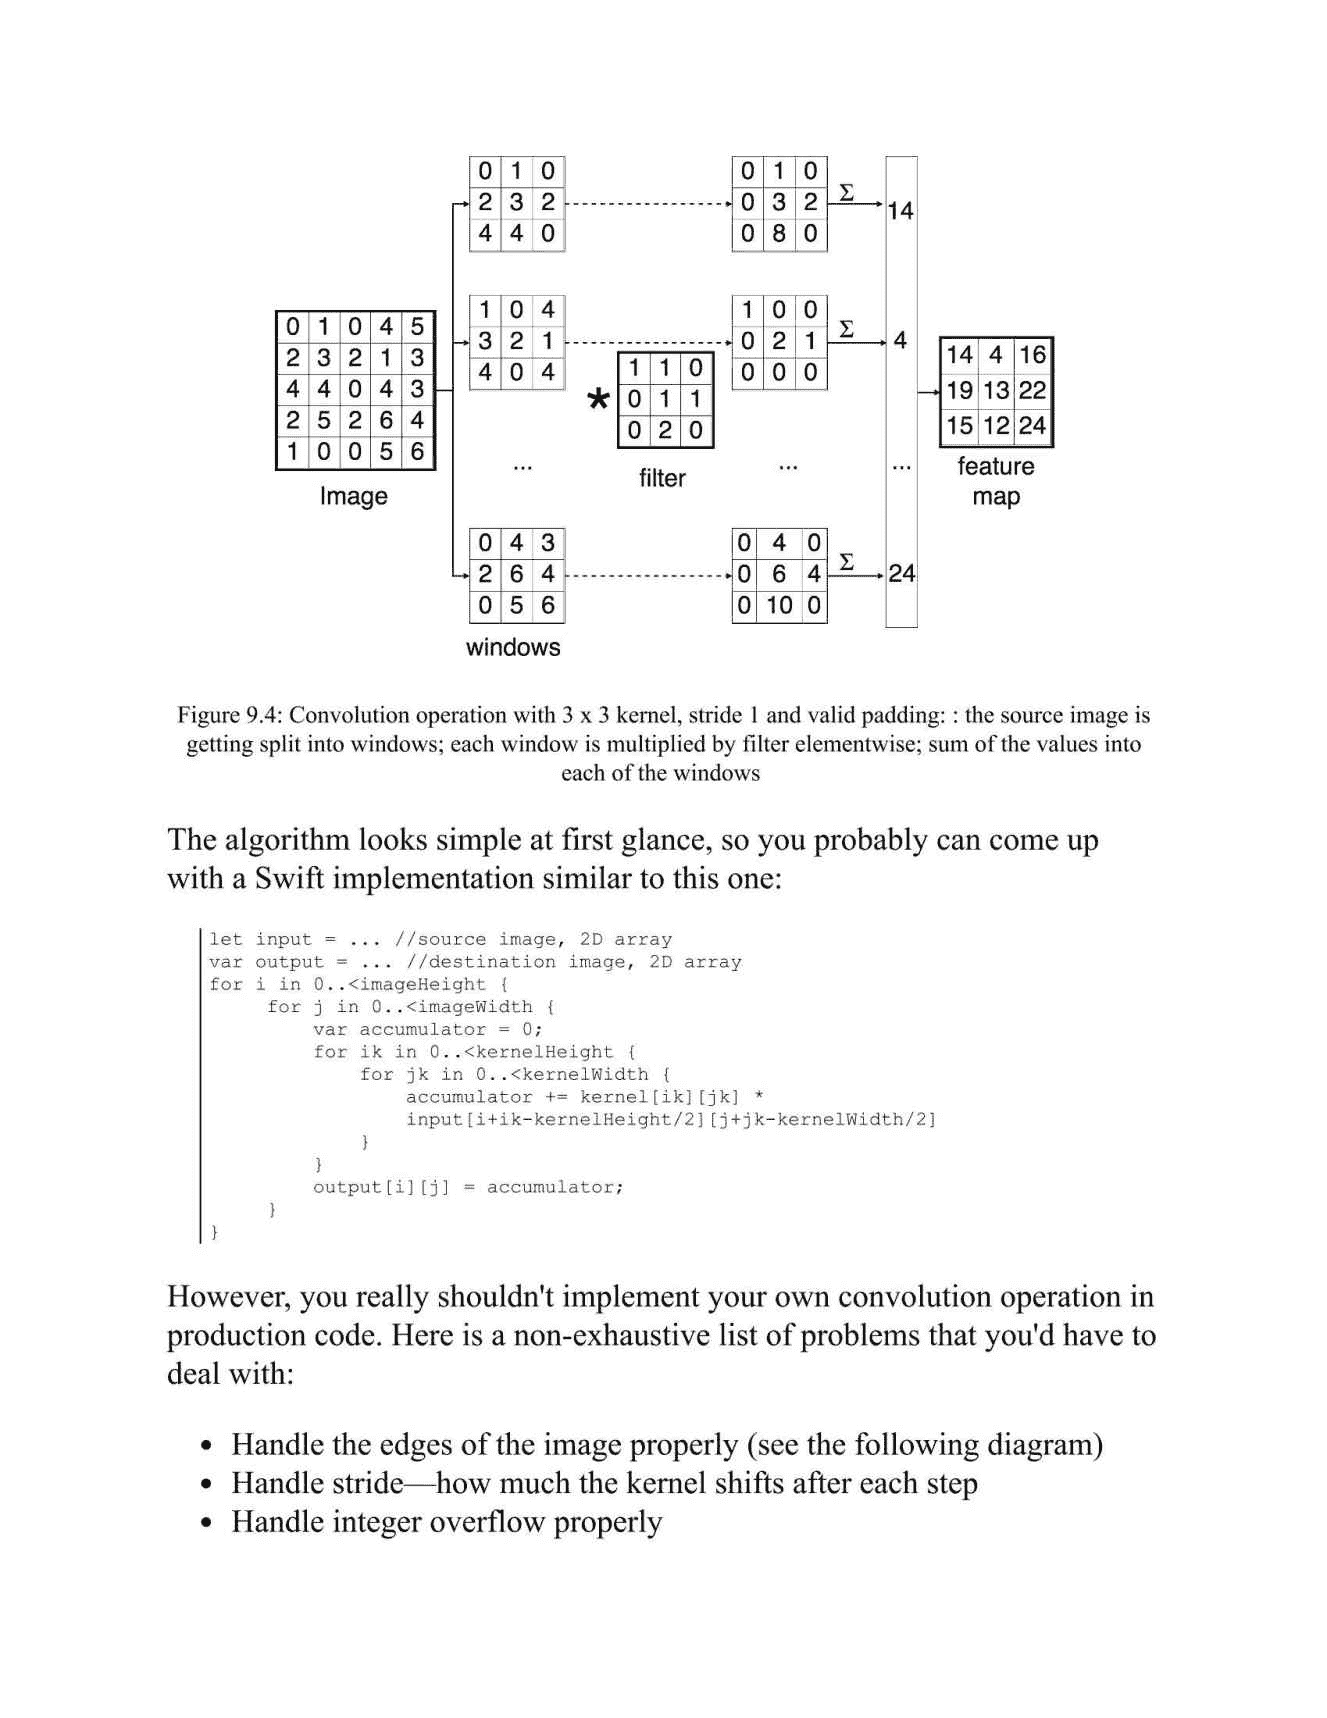 0 1 0
2 3 2
4 4 0
0 1 0
0 3 2
0 8 0
Σ
14
1 0 4
3 2 1
4 0 4
1 0 0
0 2 1
0 0 0
Σ
4
0 1 0 4 5
2 3 2 1 3
4 4 0 4 3
2 5 2 6 4
1 0 0 5 6
Image
*
1 1 0
0 1 1
0 2 0
filter
...
...
...
14 4 16
19 13 22
15 12 24
feature
map
0 4 3
2 6 4
0 5 6
windows
0 4 0
0 6 4
0 10 0
Σ
24
Figure 9.4: Convolution operation with 3 x 3 kernel, stride 1 and valid padding: : the source image is
getting split into windows; each window is multiplied by filter elementwise; sum of the values into
each of the windows
The algorithm looks simple at first glance, so you probably can come up
with a Swift implementation similar to this one:
let input = ... //source image, 2D array
var output = ... //destination image, 2D array
for i in 0..<imageHeight {
for j in 0..<imageWidth {
var accumulator = 0;
for ik in 0..<kernelHeight {
for jk in 0..<kernelWidth {
accumulator += kernel[ik][jk] *
input[i+ik-kernelHeight/2][j+jk-kernelWidth/2]
}
}
output[i][j] = accumulator;
}
}
However, you really shouldn't implement your own convolution operation in
production code. Here is a non-exhaustive list of problems that you'd have to
deal with:
• Handle the edges of the image properly (see the following diagram)
• Handle stride—how much the kernel shifts after each step
• Handle integer overflow properly